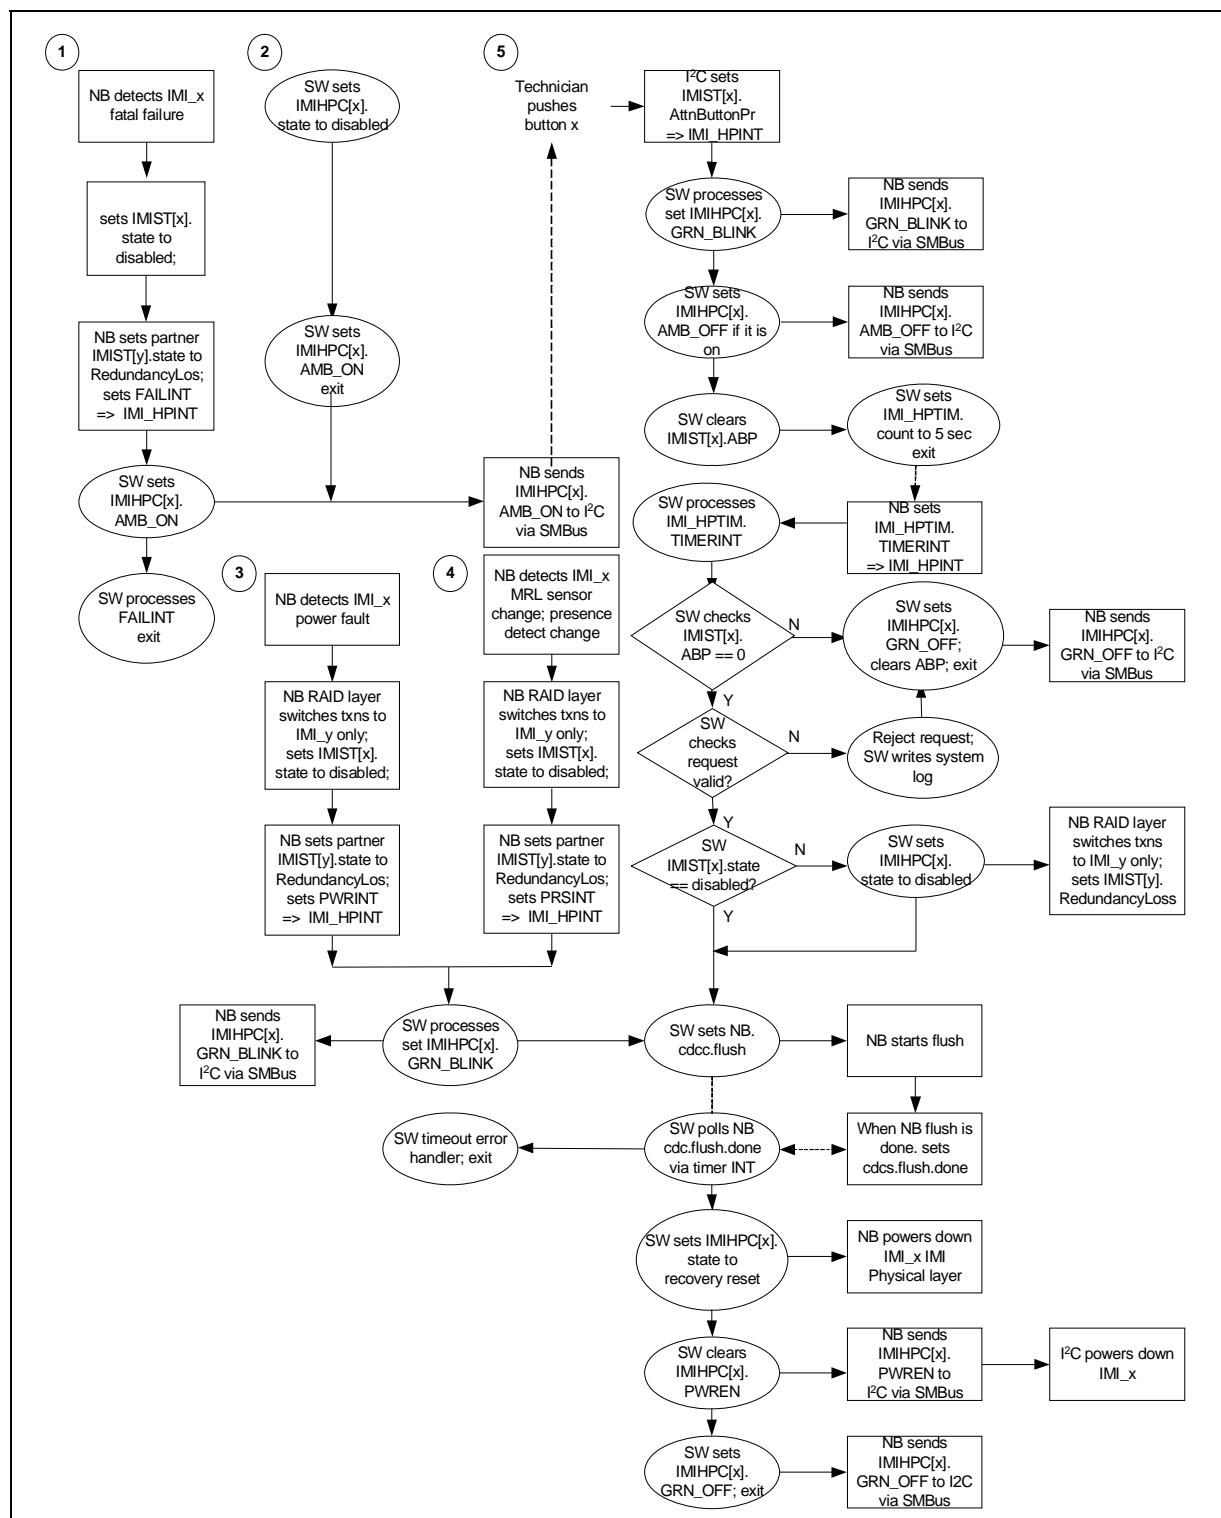 1
NB detects IMI_x
fatal failure
sets IMIST[x].
state to
disabled;
NB sets partner
IMIST[y].state to
RedundancyLos;
sets FAILINT
=> IMI_HPINT
SW sets
IMIHPC[x].
AMB_ON
SW processes
FAILINT
exit
2
SW sets
IMIHPC[x].
state to disabled
SW sets
IMIHPC[x].
AMB_ON
exit
NB sends
IMIHPC[x].
AMB_ON to I²C
via SMBus
3
NB detects IMI_x
power fault
NB RAID layer
switches txns to
IMI_y only;
sets IMIST[x].
state to disabled;
NB sets partner
IMIST[y].state to
RedundancyLos;
sets PWRINT
=> IMI_HPINT
4
NB detects IMI_x
MRL sensor
change; presence
detect change
NB RAID layer
switches txns to
IMI_y only;
sets IMIST[x].
state to disabled;
NB sets partner
IMIST[y].state to
RedundancyLos;
sets PRSINT
=> IMI_HPINT
NB sends
IMIHPC[x].
GRN_BLINK to
I²C via SMBus
SW processes
set IMIHPC[x].
GRN_BLINK
5
Technician
pushes
button x
I²C sets
IMIST[x].
AttnButtonPr
=> IMI_HPINT
SW processes
set IMIHPC[x].
GRN_BLINK
NB sends
IMIHPC[x].
GRN_BLINK to
I²C via SMBus
SW sets
IMIHPC[x].
AMB_OFF if it is
on
NB sends
IMIHPC[x].
AMB_OFF to I²C
via SMBus
SW clears
IMIST[x].ABP
SW sets
IMI_HPTIM.
count to 5 sec
exit
NB sets
IMI_HPTIM.
TIMERINT
=> IMI_HPINT
SW processes
IMI_HPTIM.
TIMERINT
SW checks
IMIST[x].
ABP == 0
N
SW sets
IMIHPC[x].
GRN_OFF;
clears ABP; exit
NB sends
IMIHPC[x].
GRN_OFF to I²C
via SMBus
Y
SW
checks
request
valid?
N
Reject request;
SW writes system
log
Y
SW
IMIST[x].state
== disabled?
N
SW sets
IMIHPC[x].
state to disabled
NB RAID layer
switches txns
to IMI_y only;
sets IMIST[y].
RedundancyLoss
Y
SW sets NB.
cdcc.flush
NB starts flush
SW timeout error
handler; exit
SW polls NB
cdc.flush.done
via timer INT
When NB flush is
done. sets
cdcs.flush.done
SW sets IMIHPC[x].
state to
recovery reset
NB powers down
IMI_x IMI
Physical layer
SW clears
IMIHPC[x].
PWREN
NB sends
IMIHPC[x].
PWREN to
I²C via SMBus
I²C powers down
IMI_x
SW sets
IMIHPC[x].
GRN_OFF; exit
NB sends
IMIHPC[x].
GRN_OFF to I2C
via SMBus